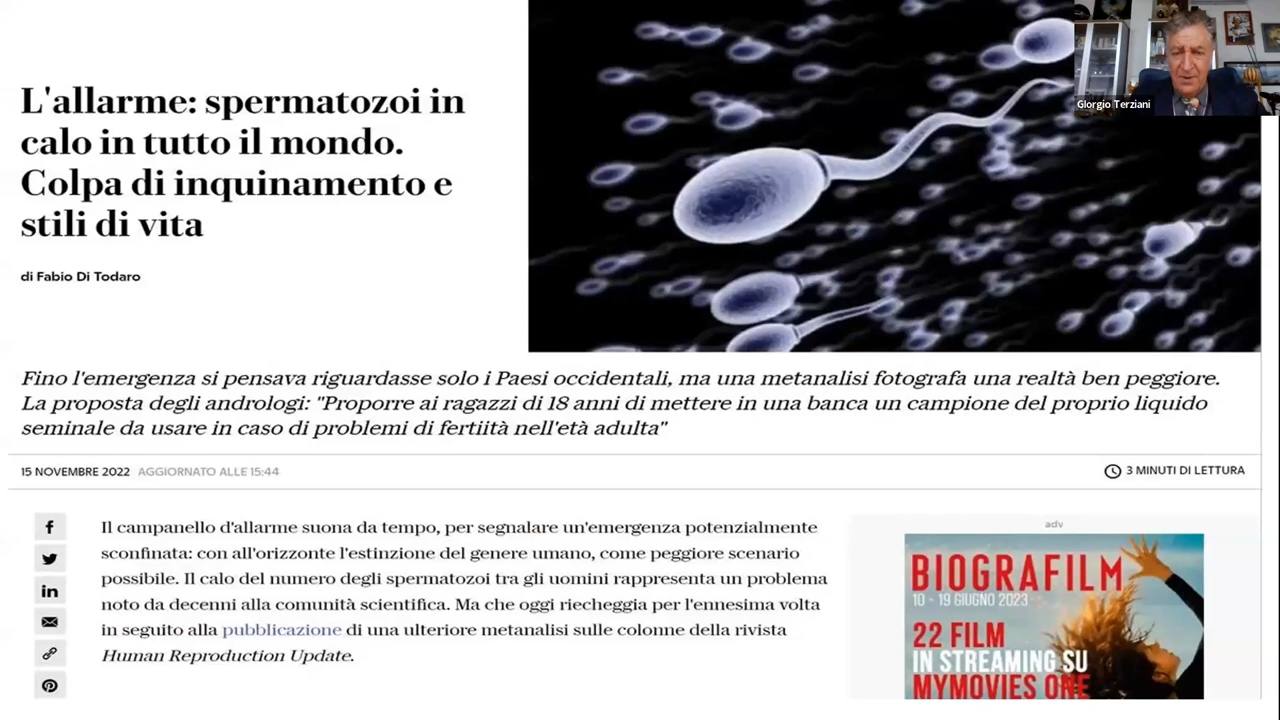 L'allarme: spermatozoi in
calo in tutto il mondo.
Colpa di inquinamento e
stili di vita
di Fabio Di Todaro
GIorgio Terziani
Fino l'emergenza si pensava riguardasse solo i Paesi occidentali, ma una metanalisi fotografa una realtà ben peggiore.
La proposta degli andrologi: "Proporre ai ragazzi di 18 anni di mettere in una banca un campione del proprio liquido
seminale da usare in caso di problemi di fertiità nell'età adulta"
15 NOVEMBRE 2022 AGGIORNATO ALLE 15:44
3 MINUTI DI LETTURA
Il campanello d'allarme suona da tempo, per segnalare un'emergenza potenzialmente
sconfinata: con all'orizzonte l'estinzione del genere umano, come peggiore scenario
possibile. Il calo del numero degli spermatozoi tra gli uomini rappresenta un problema
noto da decenni alla comunità scientifica. Ma che oggi riecheggia per l'ennesima volta
in seguito alla pubblicazione di una ulteriore metanalisi sulle colonne della rivista
Human Reproduction Update.
adv
BIOGRAFILM
10 - 19 GIUGNO 2023
22 FILM
IN STREAMING SU
MYMOVIES ONE